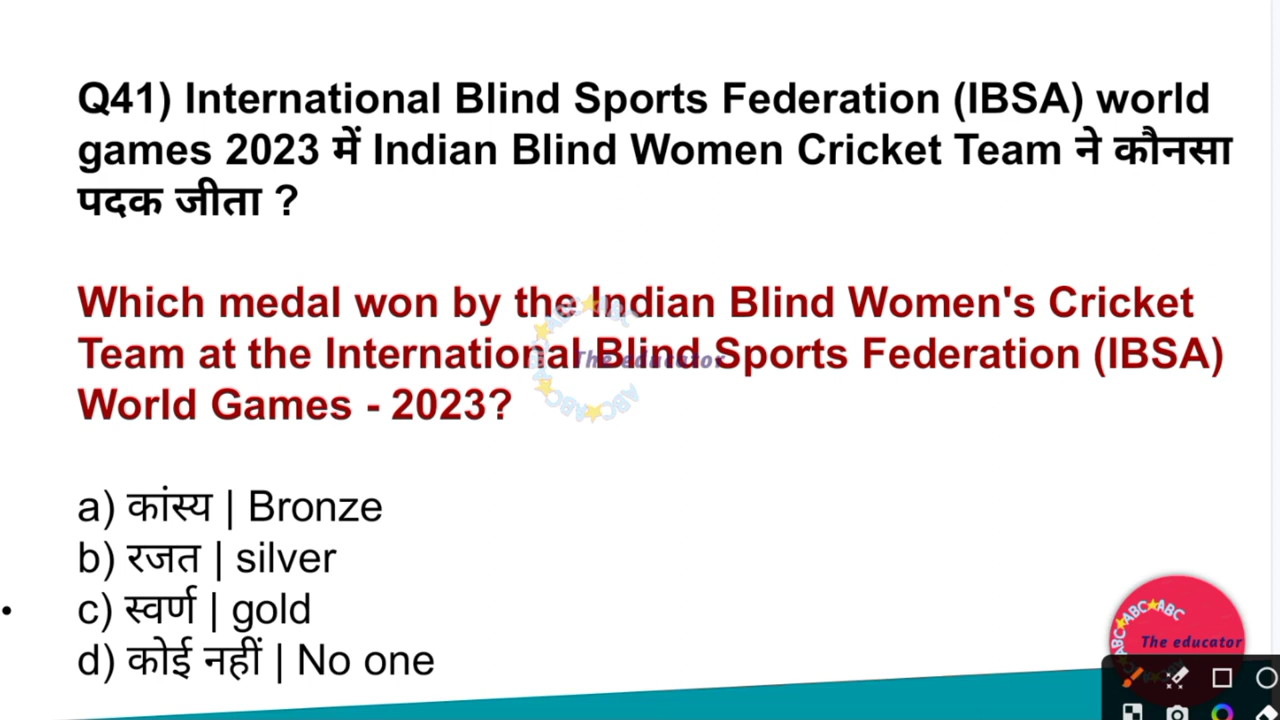 Q41) International Blind Sports Federation (IBSA) world
games 2023 में Indian Blind Women Cricket Team ने कौनसा
पदक जीता ?
Which medal won by the Indian Blind Women's Cricket
Team at the International Blind Sports Federation (IBSA)
World Games - 2023?
The educator
a) कांस्य | Bronze
b) रजत | silver
c) स्वर्ण | gold
d) कोई नहीं | No one
ABC★ABC★ABC
The educator